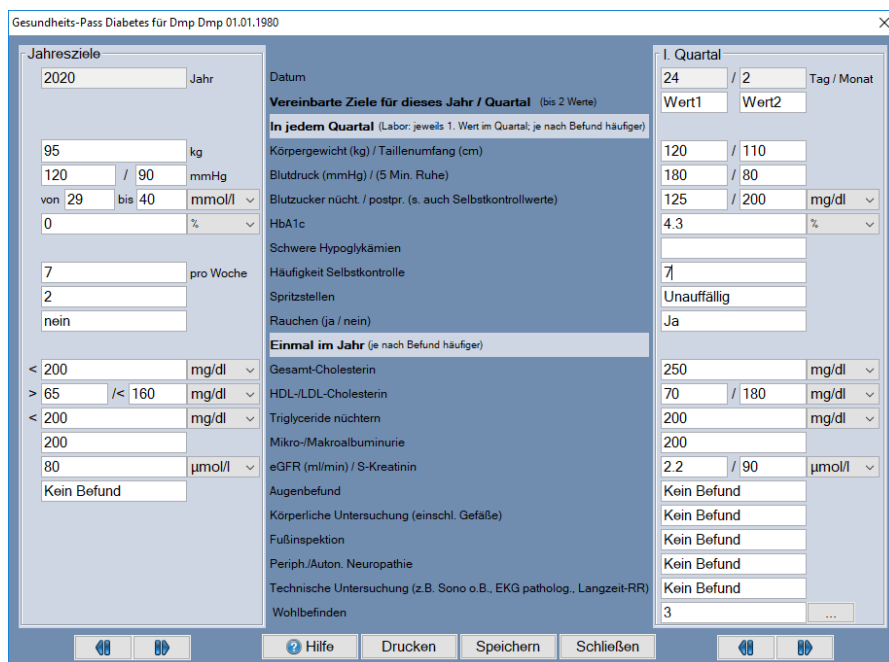 Gesundheits-Pass Diabetes für Dmp Dmp 01.01.1980
Jahresziele I. Quartal
2020 Jahr Datum 24 / 2 Tag / Monat
Vereinbarte Ziele für dieses Jahr / Quartal (bis 2 Werte) Wert1 Wert2
In jedem Quartal (Labor: jeweils 1. Wert im Quartal; je nach Befund häufiger)
95 kg Körpergewicht (kg) / Taillenumfang (cm) 120 / 110
120 / 90 mmHg Blutdruck (mmHg) / (5 Min. Ruhe) 180 / 80
von 29 bis 40 mmol/l Blutzucker nücht. / postpr. (s. auch Selbstkontrollwerte) 125 / 200 mg/dl
0 % HbA1c 4.3 %
Schwere Hypoglykämien
7 pro Woche Häufigkeit Selbstkontrolle 7
2 Spritzstellen Unauffällig
nein Rauchen (ja / nein) Ja
Einmal im Jahr (je nach Befund häufiger)
< 200 mg/dl Gesamt-Cholesterin 250 mg/dl
> 65 /< 160 mg/dl HDL-/LDL-Cholesterin 70 / 180 mg/dl
< 200 mg/dl Triglyceride nüchtern 200 mg/dl
200 Mikro-/Makroalbuminurie 200
80 µmol/l eGFR (ml/min) / S-Kreatinin 2.2 / 90 µmol/l
Kein Befund Augenbefund Kein Befund
Körperliche Untersuchung (einschl. Gefäße) Kein Befund
Fußinspektion Kein Befund
Periph./Auton. Neuropathie Kein Befund
Technische Untersuchung (z.B. Sono o.B., EKG patholog., Langzeit-RR) Kein Befund
Wohlbefinden 3 ...
Hilfe Drucken Speichern Schließen